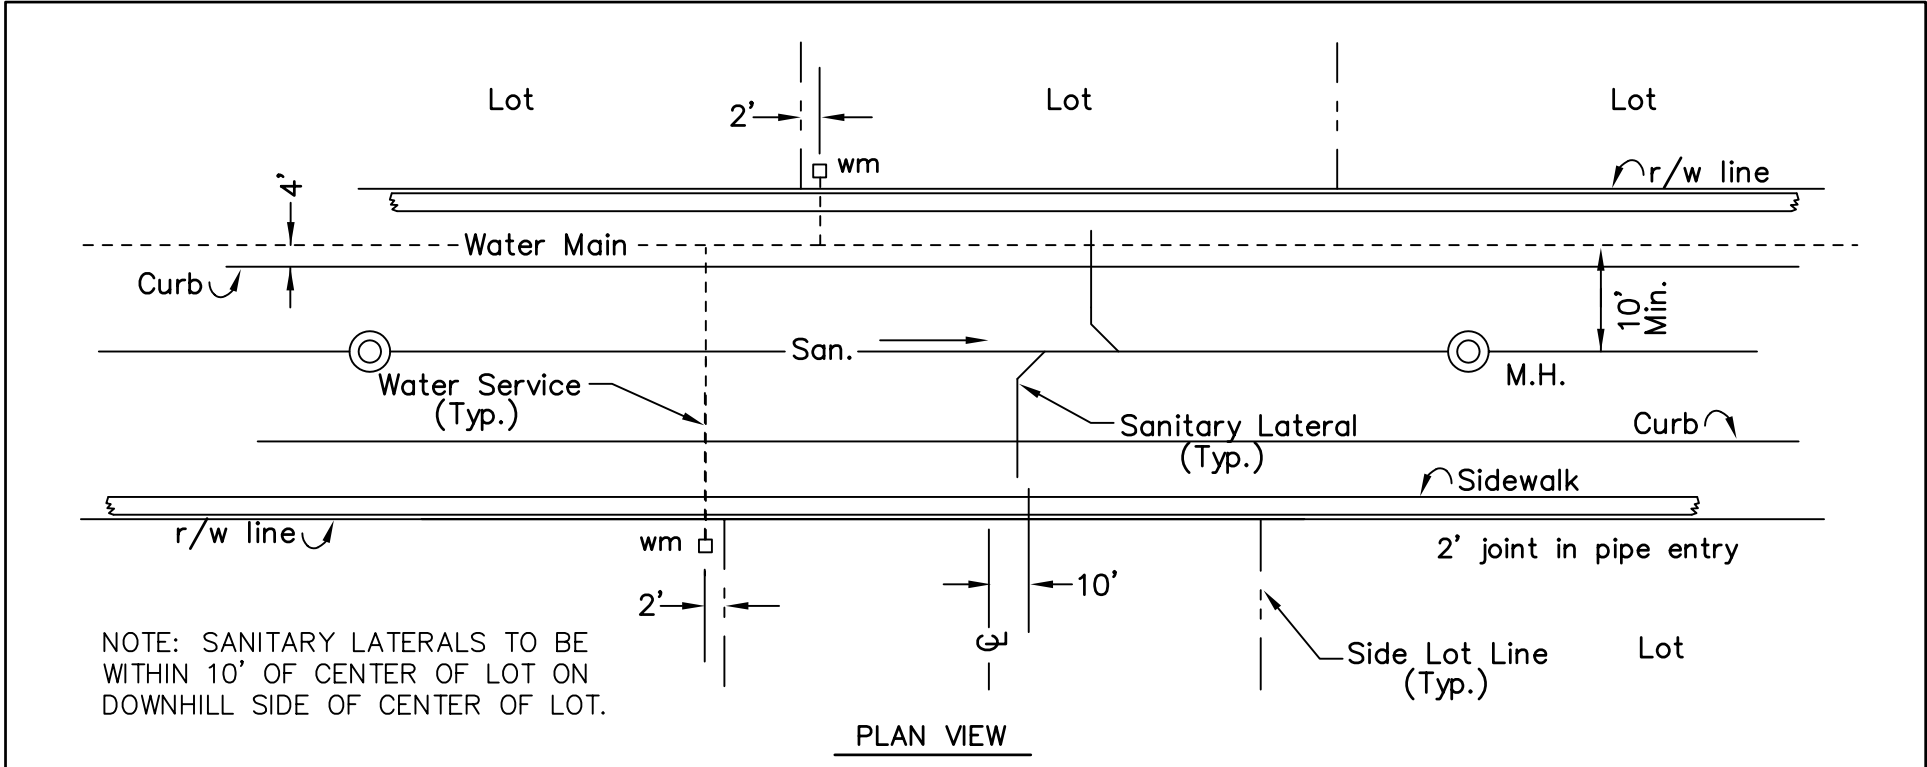 Lot
Lot
Lot
2'
wm
r/w line
4'
Water Main
Curb
10'
Min.
San.
M.H.
Water Service
(Typ.)
Sanitary Lateral
(Typ.)
Curb
Sidewalk
r/w line
wm
2' joint in pipe entry
10'
2'
NOTE: SANITARY LATERALS TO BE
WITHIN 10' OF CENTER OF LOT ON
DOWNHILL SIDE OF CENTER OF LOT.
℄
Side Lot Line
(Typ.)
Lot
PLAN VIEW